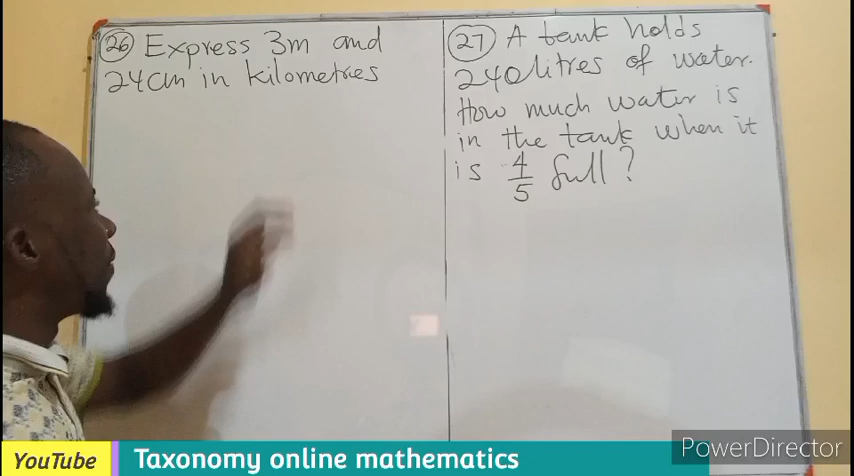 26 Express 3m and
24cm in kilometres
27 A tank holds
240litres of water.
How much water is
in the tank when it
is 4/5 full?
YouTube Taxonomy online mathematics
PowerDirector